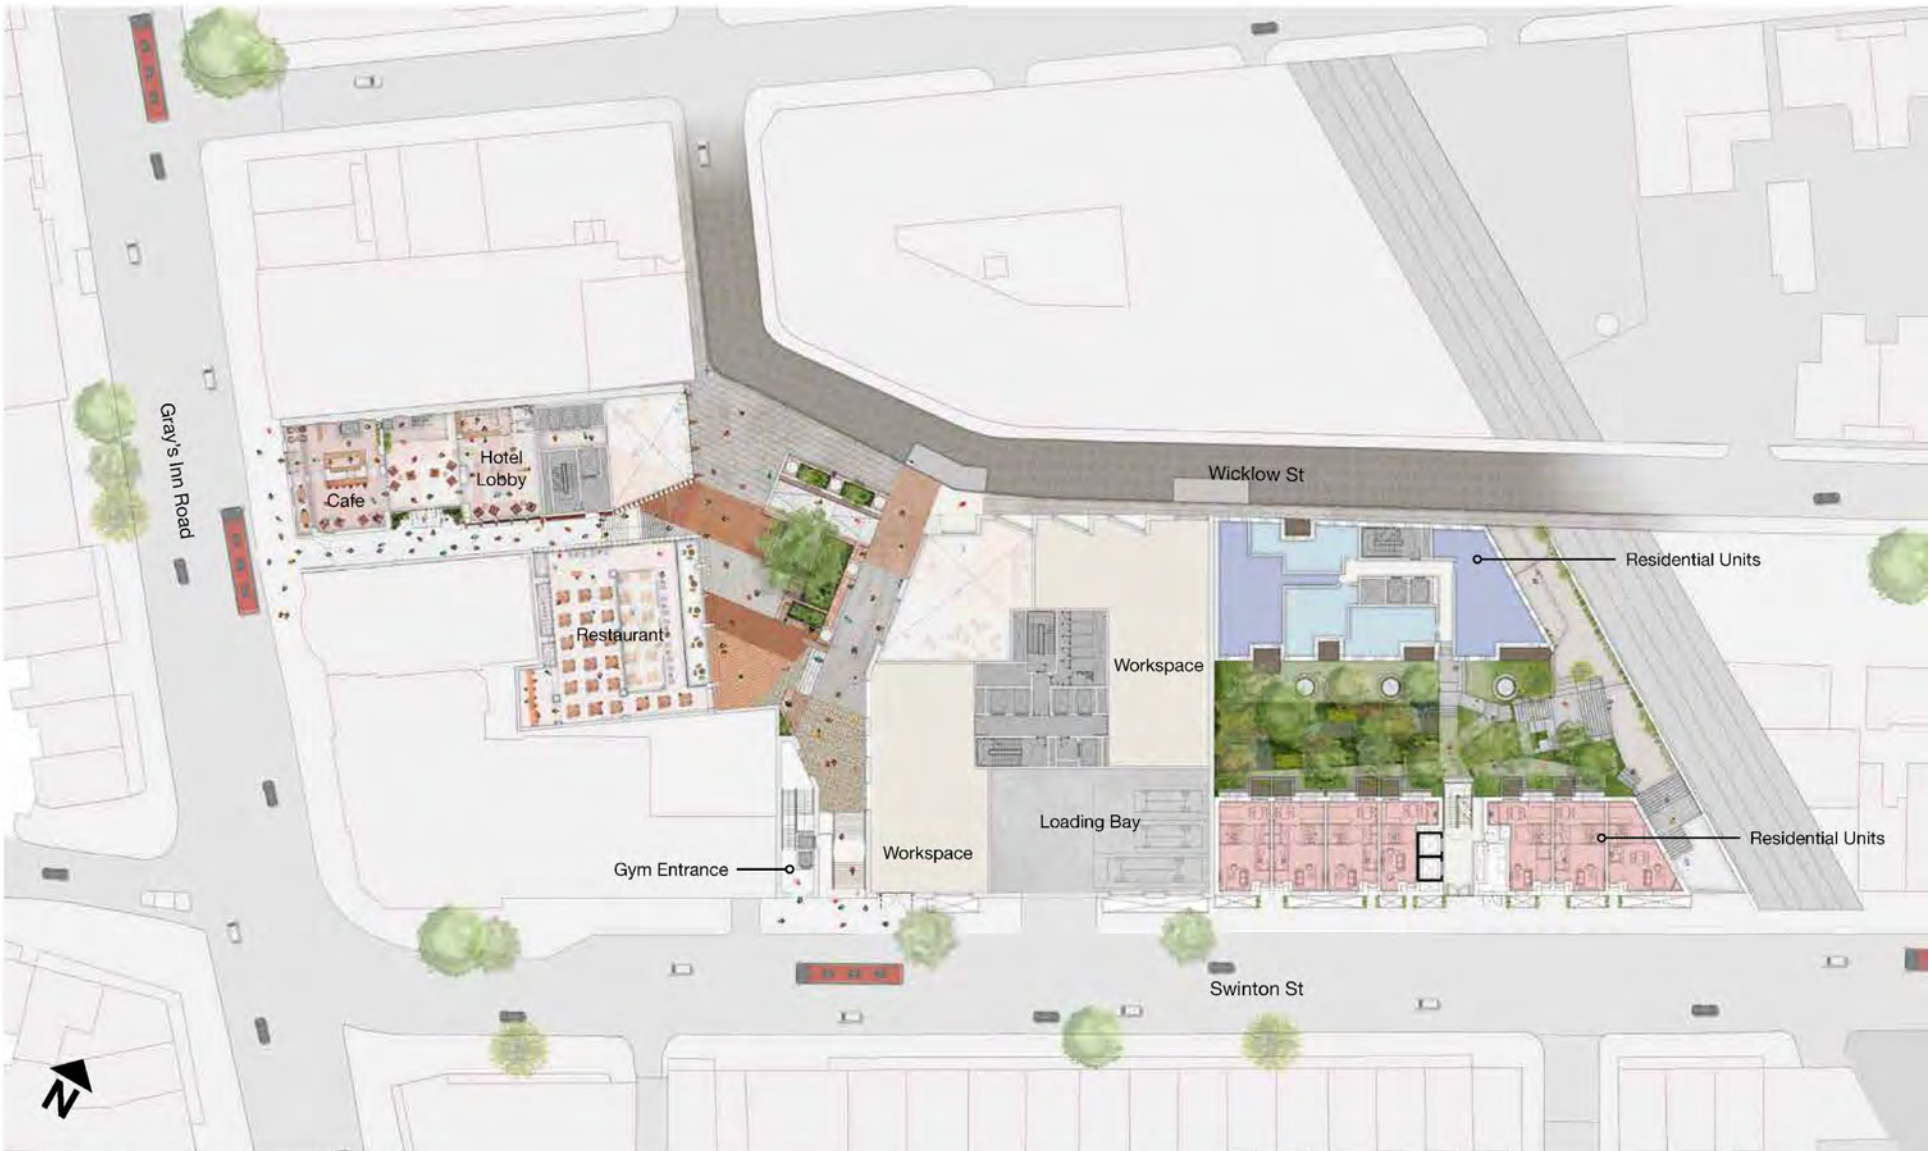 Gray's Inn Road
Hotel
Lobby
Cafe
Wicklow St
Residential Units
Restaurant
Workspace
Loading Bay
Residential Units
Workspace
Gym Entrance
Swinton St
N